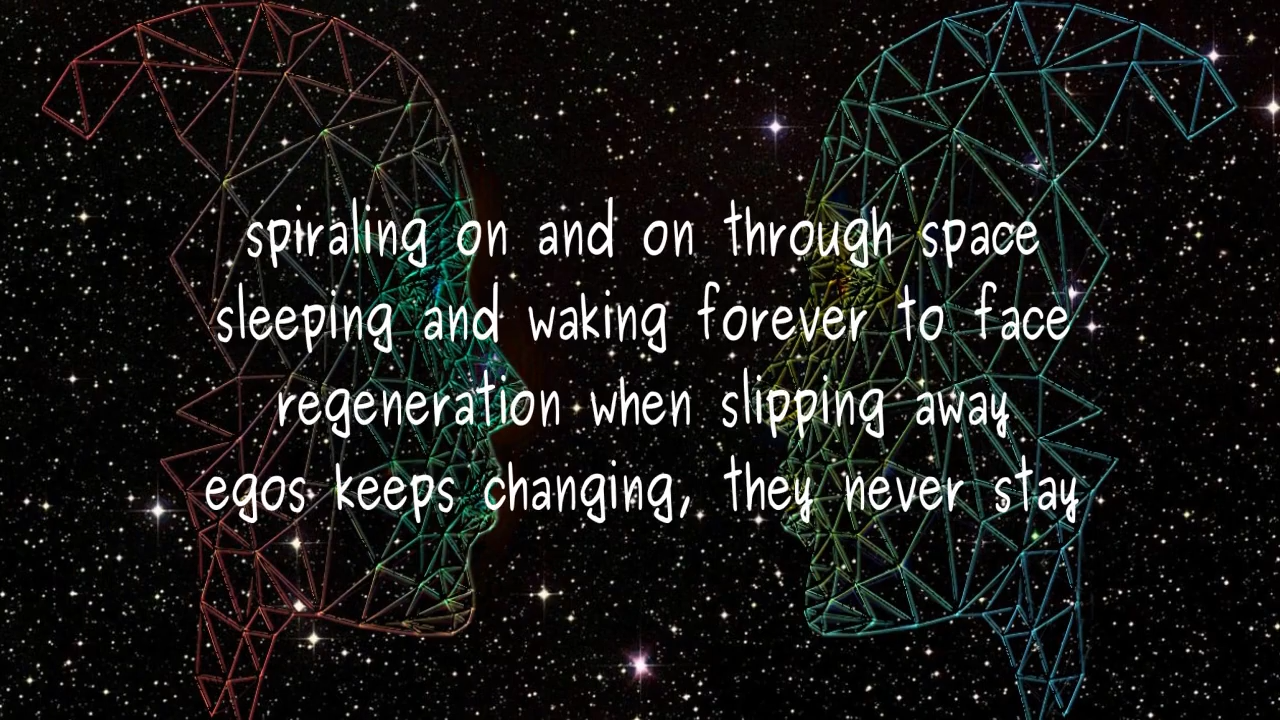 spiraling on and on through space
sleeping and waking forever to face
regeneration when slipping away
egos keeps changing, they never stay